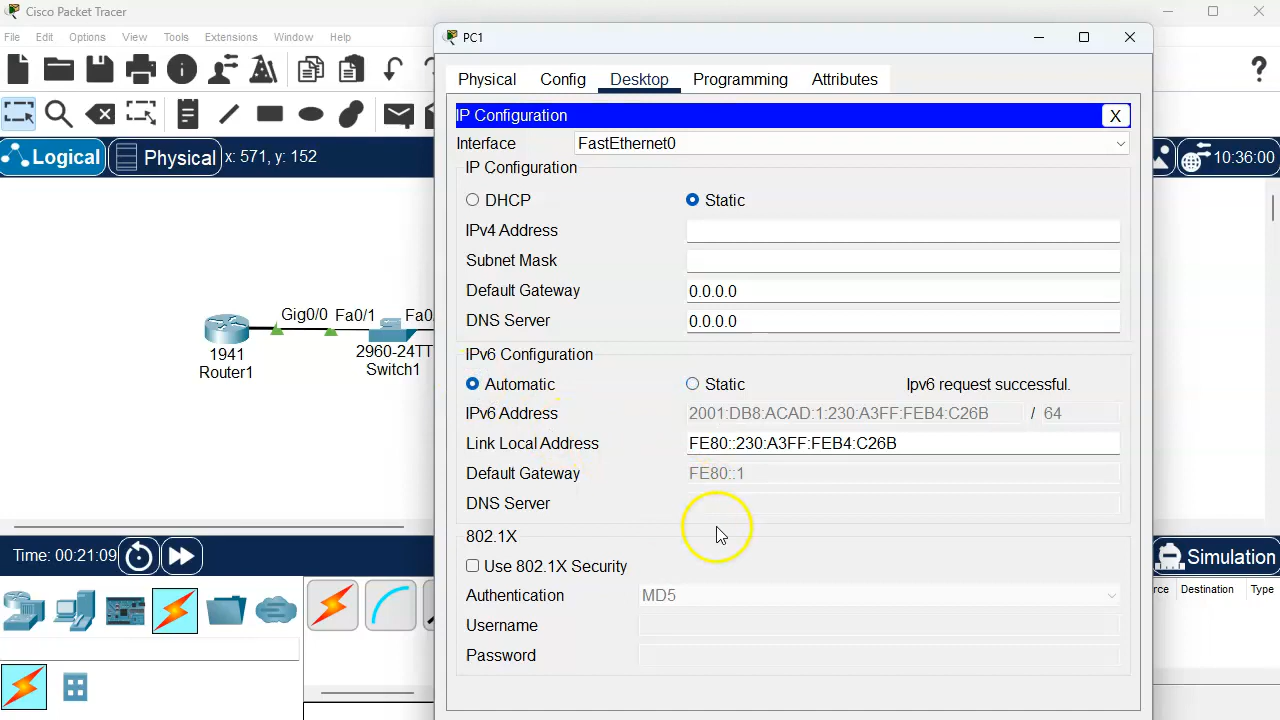 Cisco Packet Tracer
File Edit Options View Tools Extensions Window Help
Logical Physical x: 571, y: 152
10:36:00
Gig0/0 Fa0/1 Fa0
1941
Router1
2960-24TT
Switch1
PC1
Physical Config Desktop Programming Attributes
IP Configuration X
Interface FastEthernet0
IP Configuration
DHCP Static
IPv4 Address
Subnet Mask
Default Gateway 0.0.0.0
DNS Server 0.0.0.0
IPv6 Configuration
Automatic Static Ipv6 request successful.
IPv6 Address 2001:DB8:ACAD:1:230:A3FF:FEB4:C26B / 64
Link Local Address FE80::230:A3FF:FEB4:C26B
Default Gateway FE80::1
DNS Server
802.1X
Use 802.1X Security
Authentication MD5
Username
Password
Time: 00:21:09
Simulation
rce Destination Type